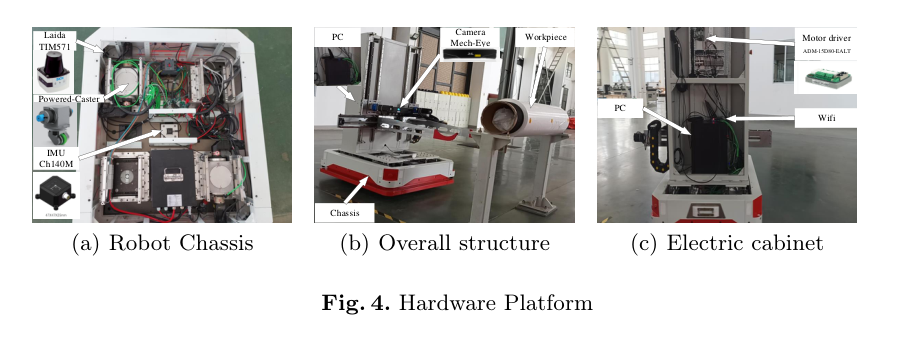 Laida
TIM571
Powered-Caster
IMU
Ch140M
PC
Camera
Mech-Eye
Workpiece
Chassis
Motor driver
ADM-15D80-EALT
PC
Wifi
(a) Robot Chassis
(b) Overall structure
(c) Electric cabinet
Fig. 4. Hardware Platform